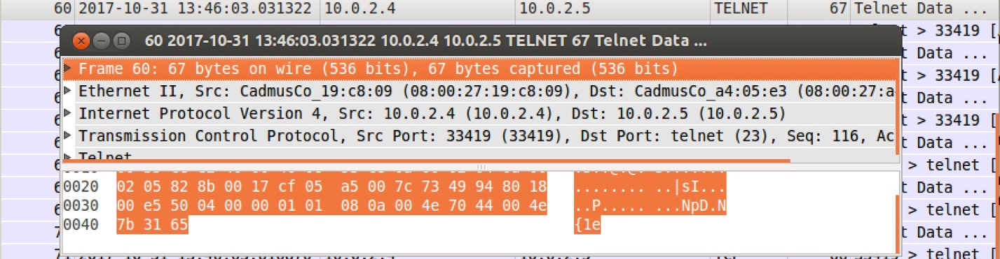 60 2017-10-31 13:46:03.031322 10.0.2.4 10.0.2.5 TELNET 67 Telnet Data ...
60 2017-10-31 13:46:03.031322 10.0.2.4 10.0.2.5 TELNET 67 Telnet Data ...
t > 33419 [
Data ...
Frame 60: 67 bytes on wire (536 bits), 67 bytes captured (536 bits)
t > 33419 [
Ethernet II, Src: CadmusCo_19:c8:09 (08:00:27:19:c8:09), Dst: CadmusCo_a4:05:e3 (08:00:27:a
t Data ...
Internet Protocol Version 4, Src: 10.0.2.4 (10.0.2.4), Dst: 10.0.2.5 (10.0.2.5)
t > 33419 [
Transmission Control Protocol, Src Port: 33419 (33419), Dst Port: telnet (23), Seq: 116, Ac
t Data ...
Telnet
> telnet [
0020 02 05 82 8b 00 17 cf 05 a5 00 7c 73 49 94 80 18 ........ ..|sI...
t Data ...
0030 00 e5 50 04 00 00 01 01 08 0a 00 4e 70 44 00 4e ..P..... ...NpD.N
> telnet [
0040 7b 31 65 {1e
t Data ...
> telnet [